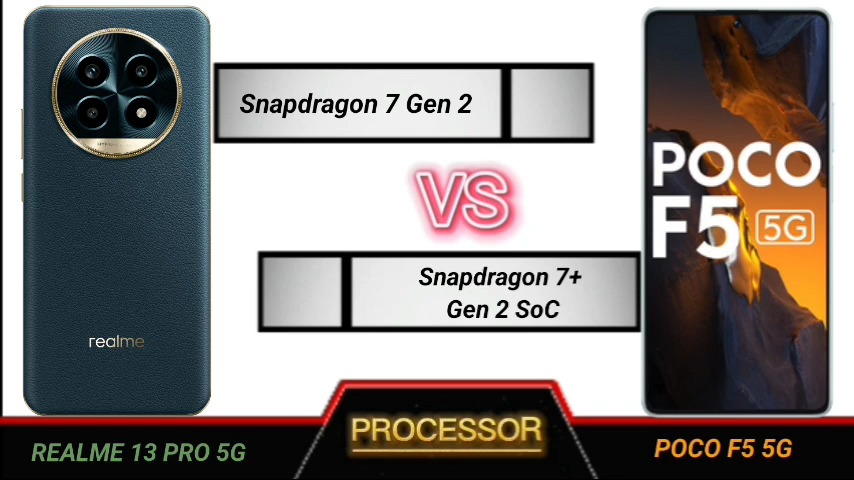 Snapdragon 7 Gen 2
VS
Snapdragon 7+
Gen 2 SoC
POCO
F5 5G
realme
PROCESSOR
REALME 13 PRO 5G
POCO F5 5G